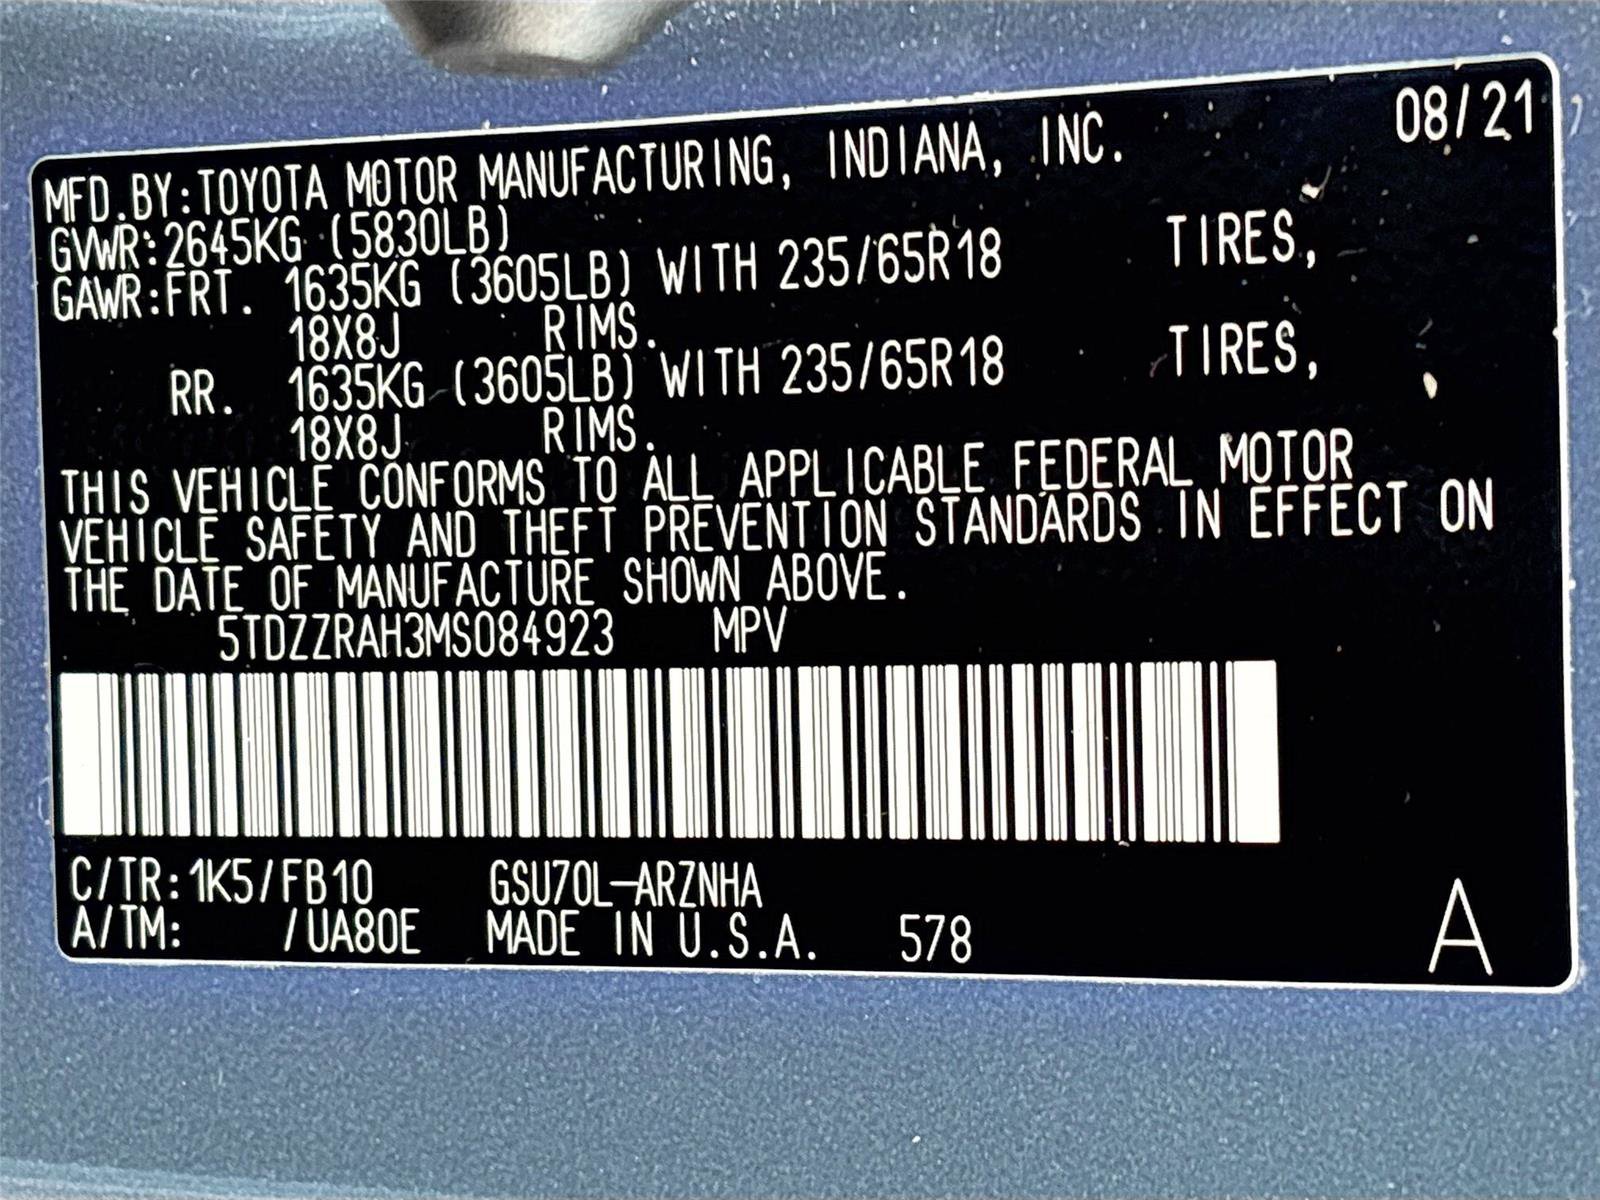 08/21
MFD.BY:TOYOTA MOTOR MANUFACTURING, INDIANA, INC.
GVWR:2645KG (5830LB)
GAWR:FRT. 1635KG (3605LB) WITH 235/65R18 TIRES,
18X8J RIMS.
RR. 1635KG (3605LB) WITH 235/65R18 TIRES,
18X8J RIMS.
THIS VEHICLE CONFORMS TO ALL APPLICABLE FEDERAL MOTOR
VEHICLE SAFETY AND THEFT PREVENTION STANDARDS IN EFFECT ON
THE DATE OF MANUFACTURE SHOWN ABOVE.
5TDZZRAH3MS084923 MPV
C/TR:1K5/FB10 GSU70L-ARZNHA
A/TM: /UA80E MADE IN U.S.A. 578 A